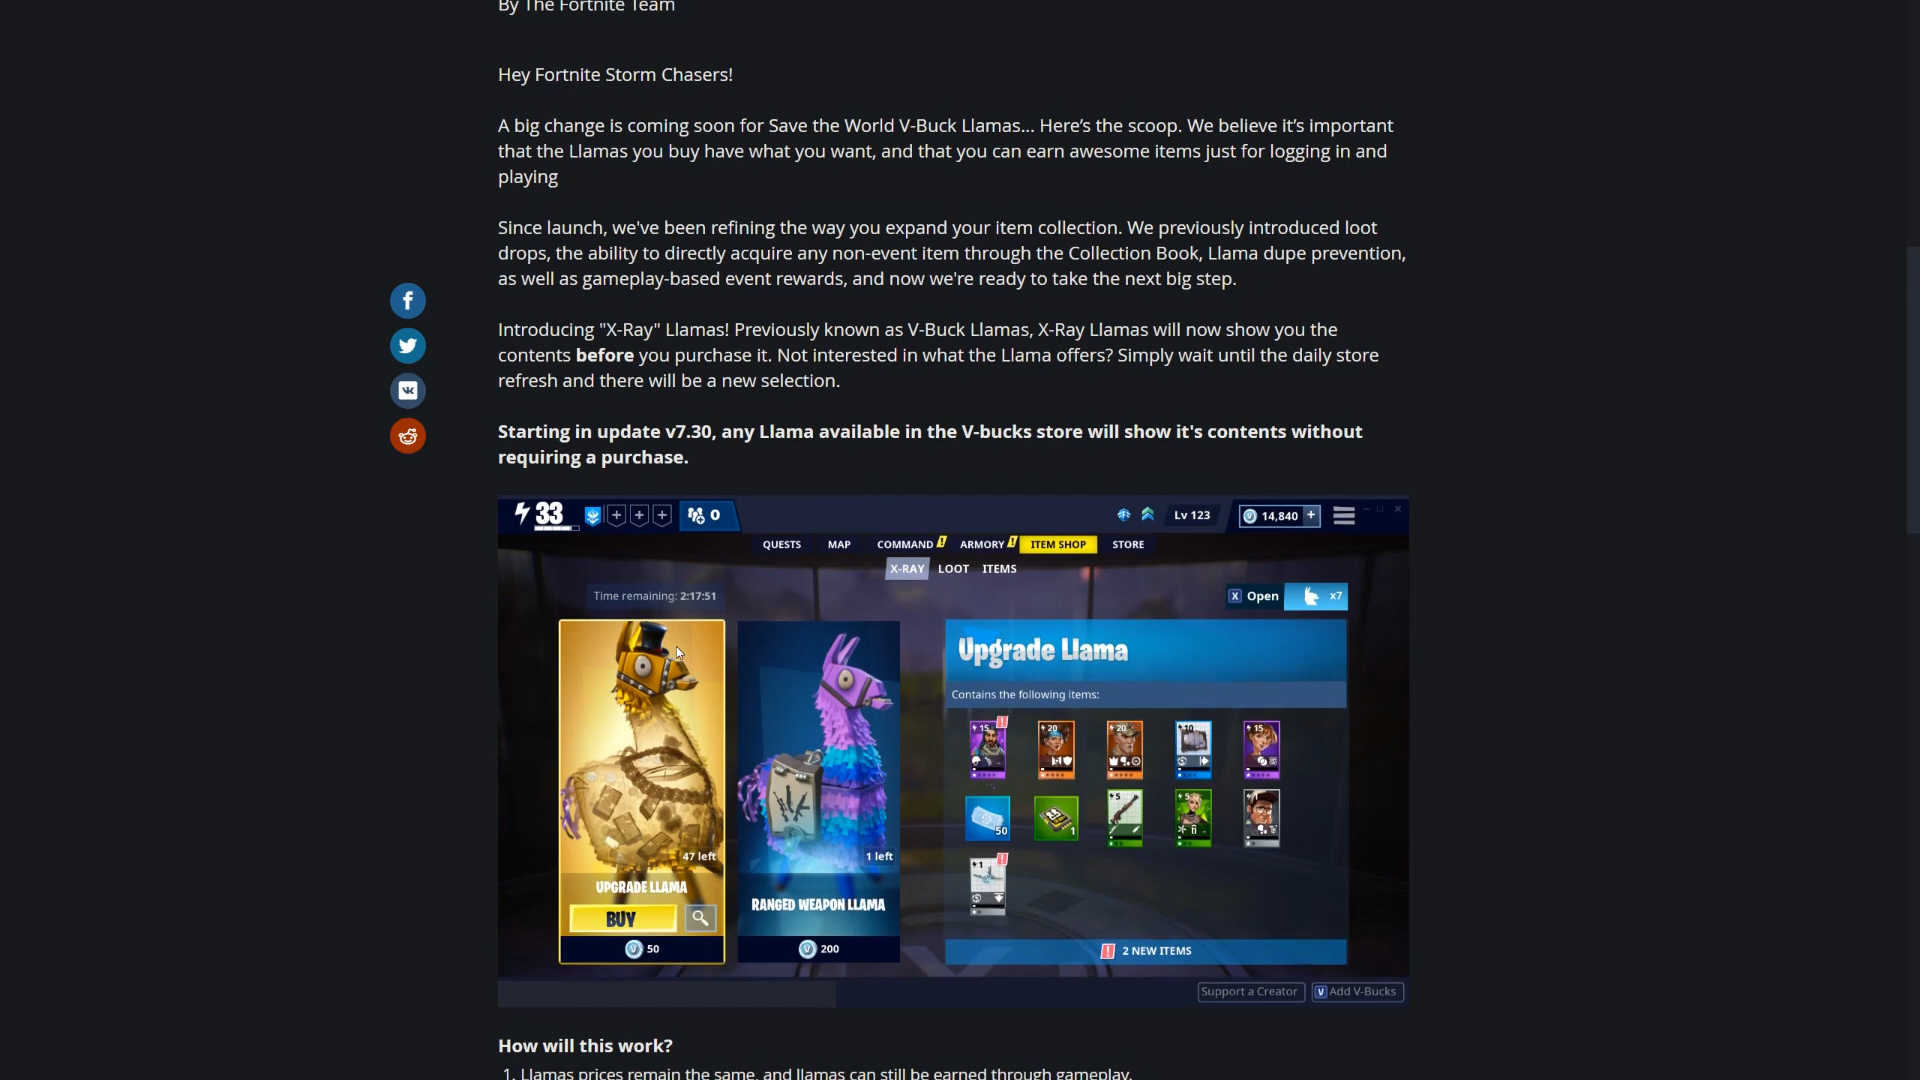 By The Fortnite Team
Hey Fortnite Storm Chasers!
A big change is coming soon for Save the World V-Buck Llamas... Here’s the scoop. We believe it’s important
that the Llamas you buy have what you want, and that you can earn awesome items just for logging in and
playing
Since launch, we've been refining the way you expand your item collection. We previously introduced loot
drops, the ability to directly acquire any non-event item through the Collection Book, Llama dupe prevention,
as well as gameplay-based event rewards, and now we're ready to take the next big step.
Introducing "X-Ray" Llamas! Previously known as V-Buck Llamas, X-Ray Llamas will now show you the
contents before you purchase it. Not interested in what the Llama offers? Simply wait until the daily store
refresh and there will be a new selection.
Starting in update v7.30, any Llama available in the V-bucks store will show it's contents without
requiring a purchase.
33
0
Lv 123
14,840 +
QUESTS MAP COMMAND ARMORY ITEM SHOP STORE
X-RAY LOOT ITEMS
Time remaining: 2:17:51
X Open x7
Upgrade Llama
Contains the following items:
15 20 20 10 15
50 1 5 5 1
1
47 left
1 left
UPGRADE LLAMA
RANGED WEAPON LLAMA
BUY
50
200
2 NEW ITEMS
Support a Creator
V Add V-Bucks
How will this work?
1. Llamas prices remain the same, and llamas can still be earned through gameplay.